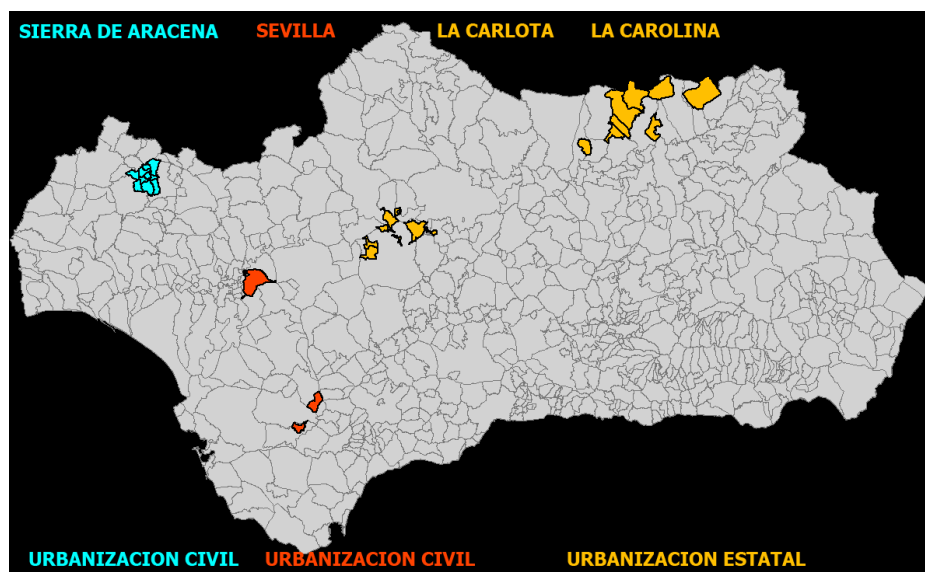 SIERRA DE ARACENA SEVILLA LA CARLOTA LA CAROLINA
URBANIZACION CIVIL URBANIZACION CIVIL URBANIZACION ESTATAL